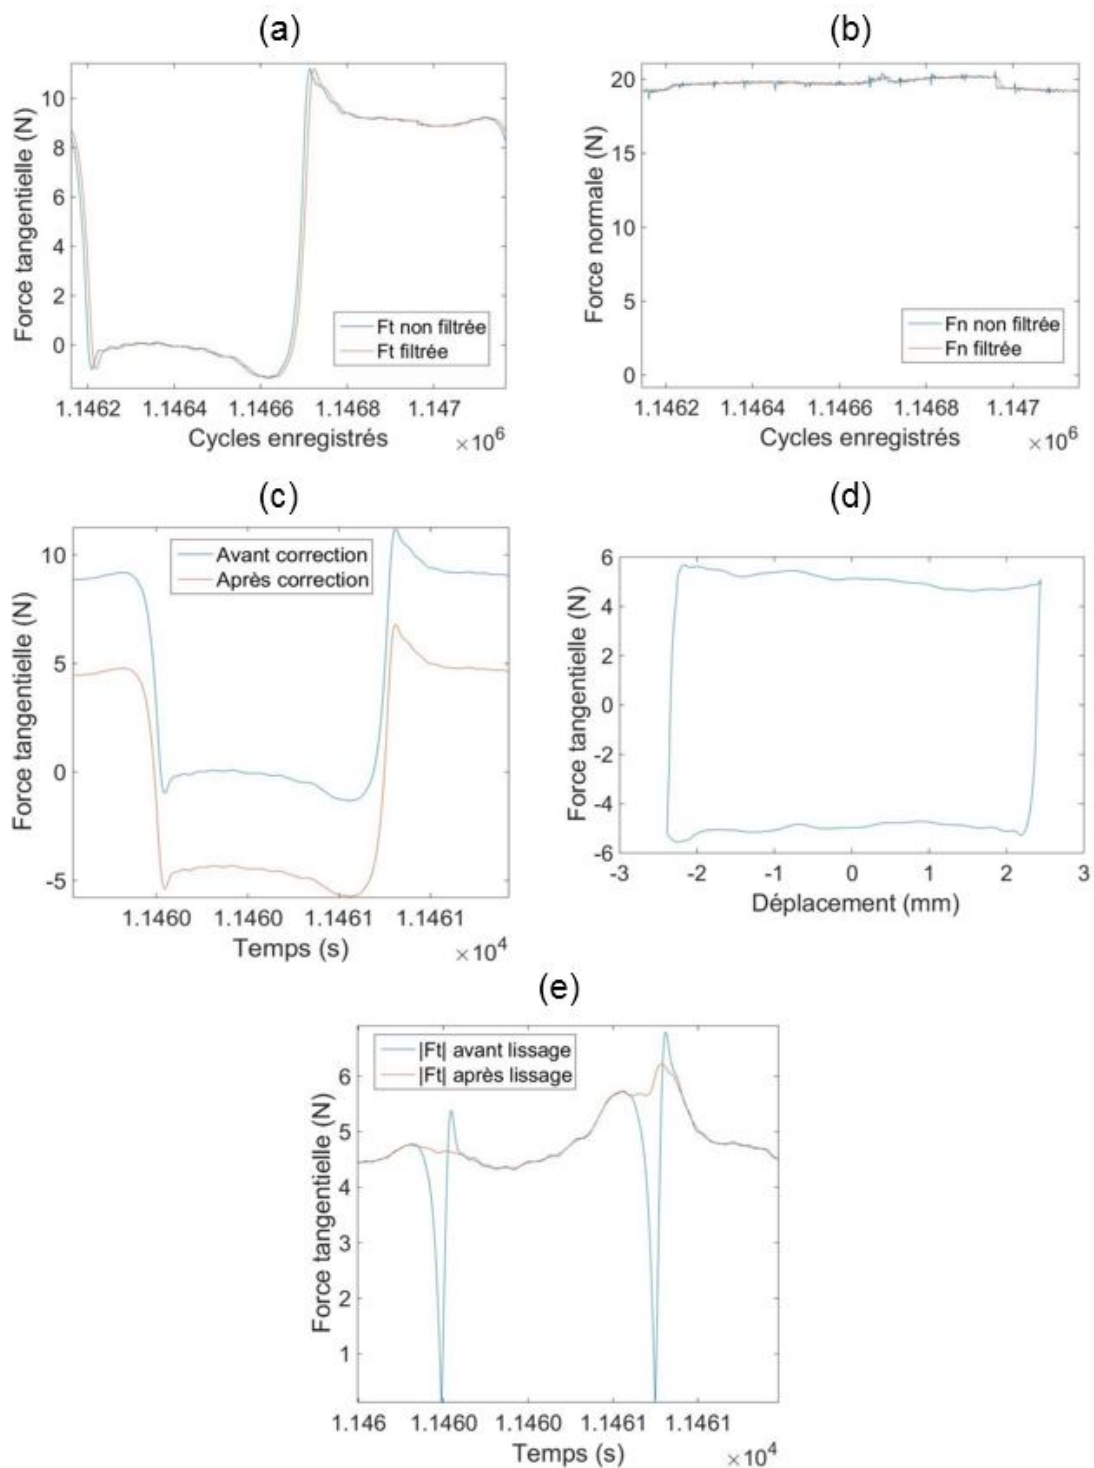 (a)
Force tangentielle (N)
10
8
6
4
2
0
Ft non filtrée
Ft filtrée
1.1462 1.1464 1.1466 1.1468 1.147
Cycles enregistrés
×10⁶
(b)
Force normale (N)
20
15
10
5
0
Fn non filtrée
Fn filtrée
1.1462 1.1464 1.1466 1.1468 1.147
Cycles enregistrés
×10⁶
(c)
Force tangentielle (N)
10
5
0
-5
Avant correction
Après correction
1.1460 1.1460 1.1461 1.1461
Temps (s)
×10⁴
(d)
Force tangentielle (N)
6
4
2
0
-2
-4
-6
-3 -2 -1 0 1 2 3
Déplacement (mm)
(e)
Force tangentielle (N)
6
5
4
3
2
1
|Ft| avant lissage
|Ft| après lissage
1.146 1.1460 1.1460 1.1461 1.1461
Temps (s)
×10⁴